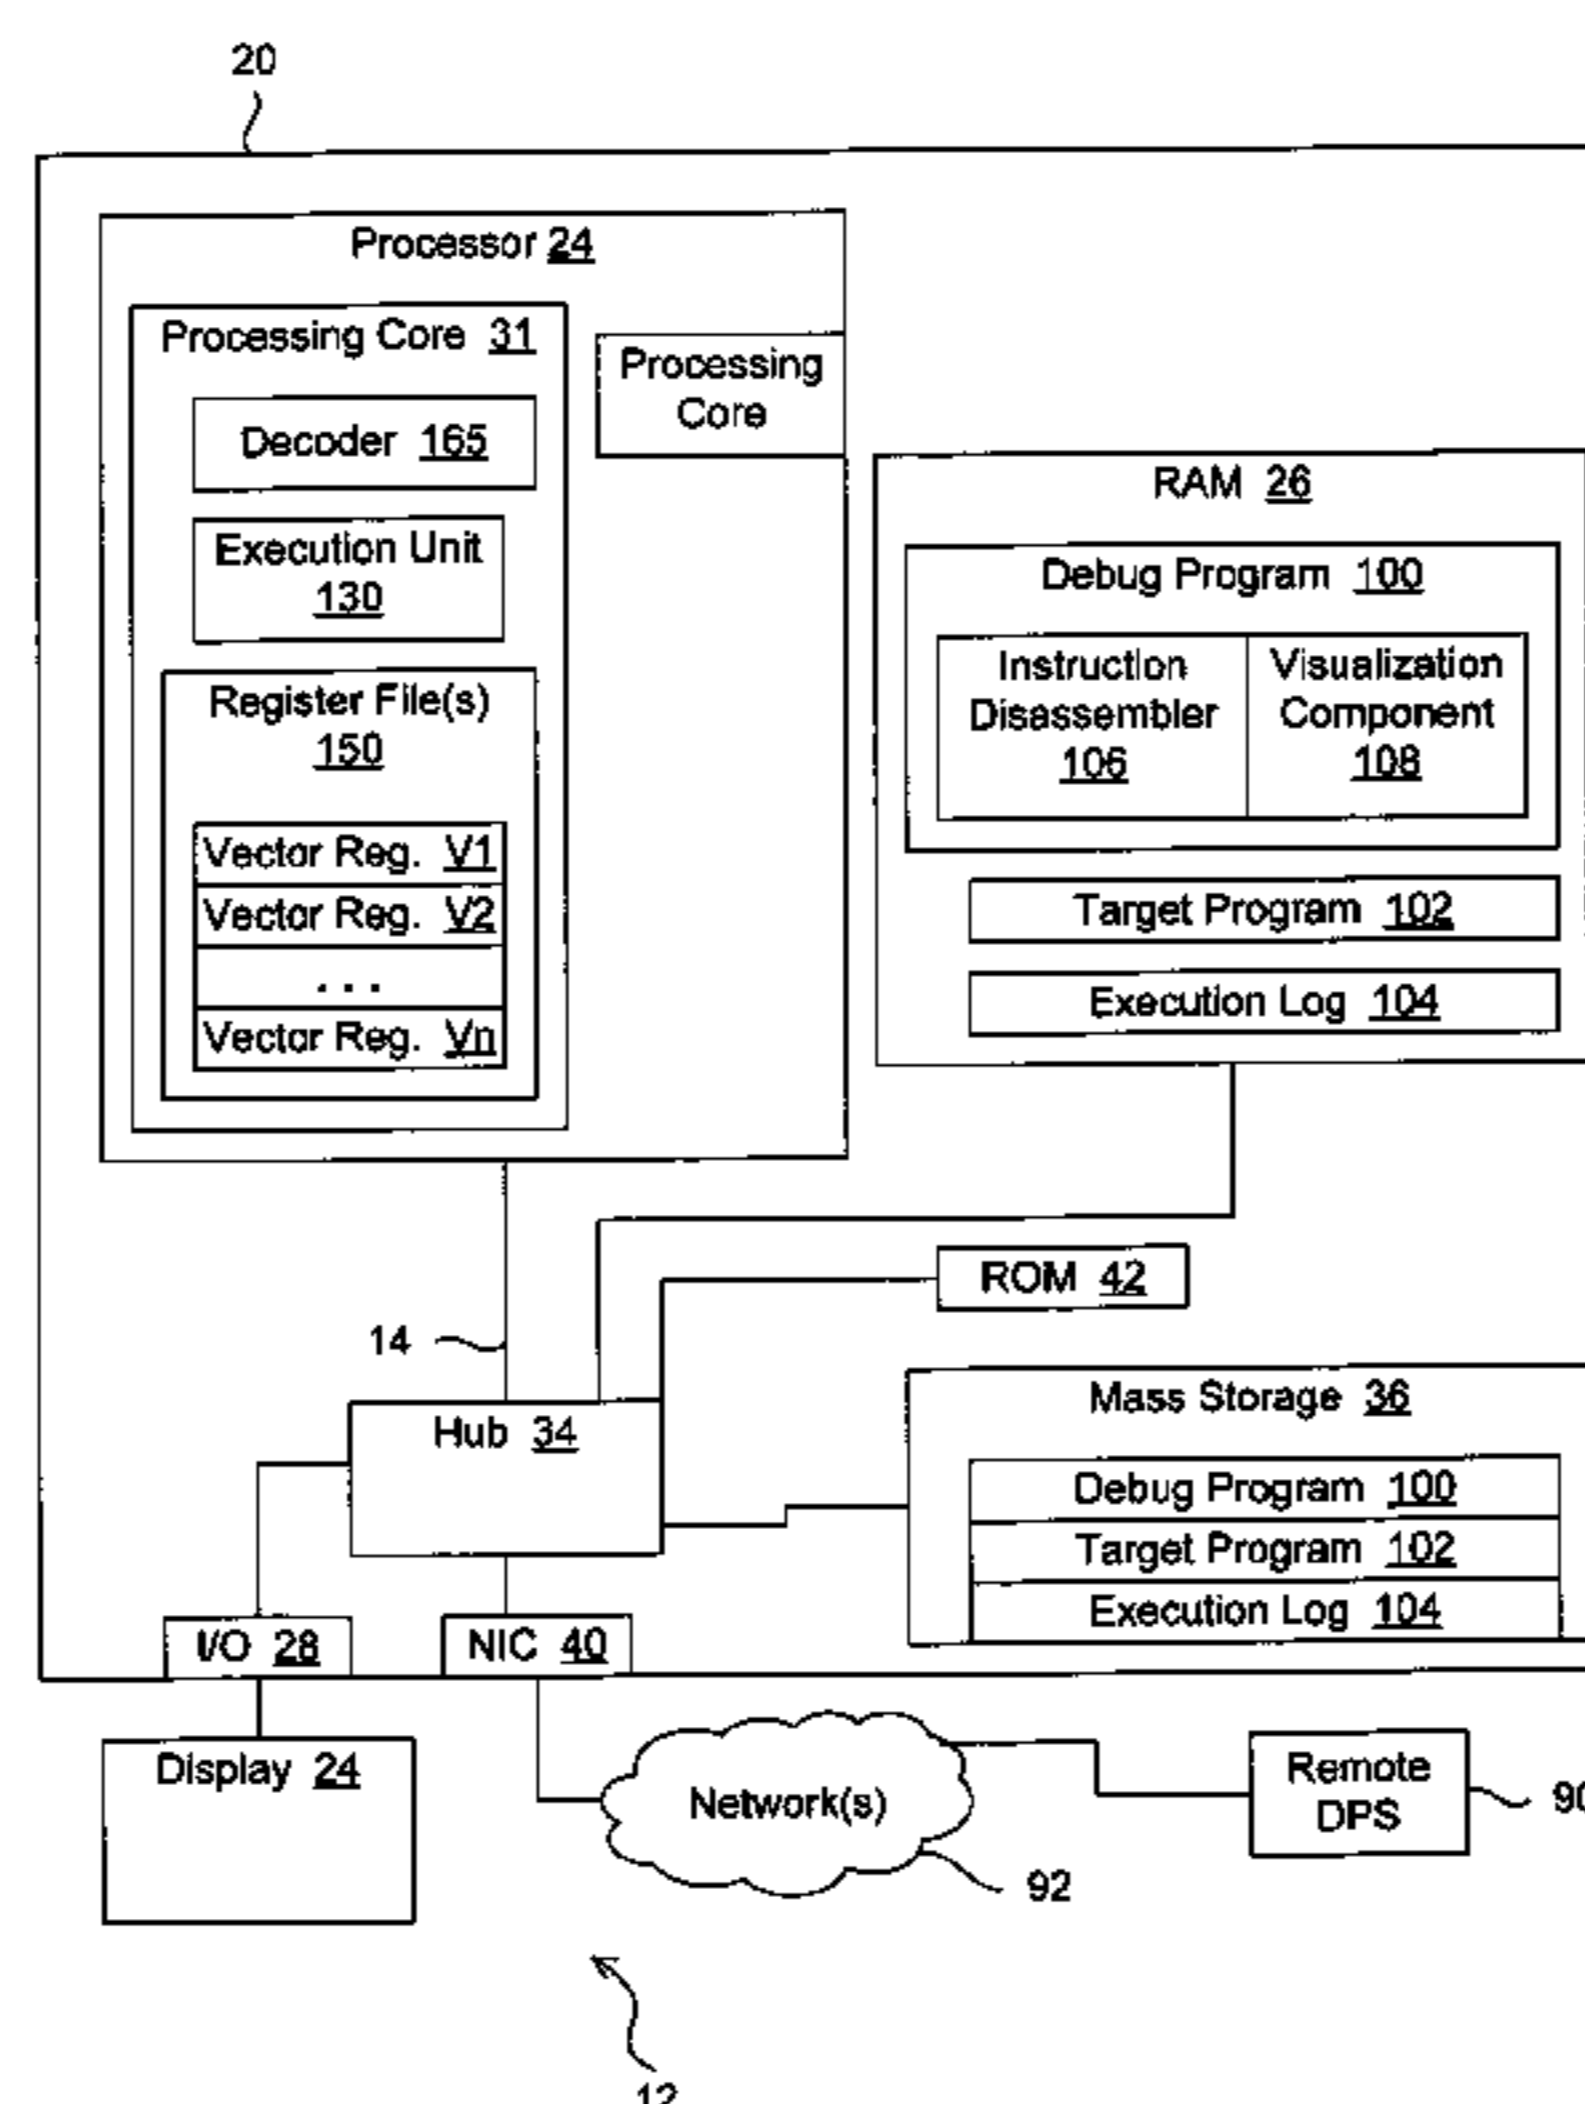 20
Processor 24
Processing Core 31
Decoder 165
Execution Unit
130
Register File(s)
150
Vector Reg. V1
Vector Reg. V2
. . .
Vector Reg. Vn
Processing
Core
RAM 26
Debug Program 100
Instruction
Disassembler
106
Visualization
Component
108
Target Program 102
Execution Log 104
14
ROM 42
Hub 34
Mass Storage 36
Debug Program 100
Target Program 102
Execution Log 104
I/O 28
NIC 40
Display 24
Network(s)
92
Remote
DPS
90
12